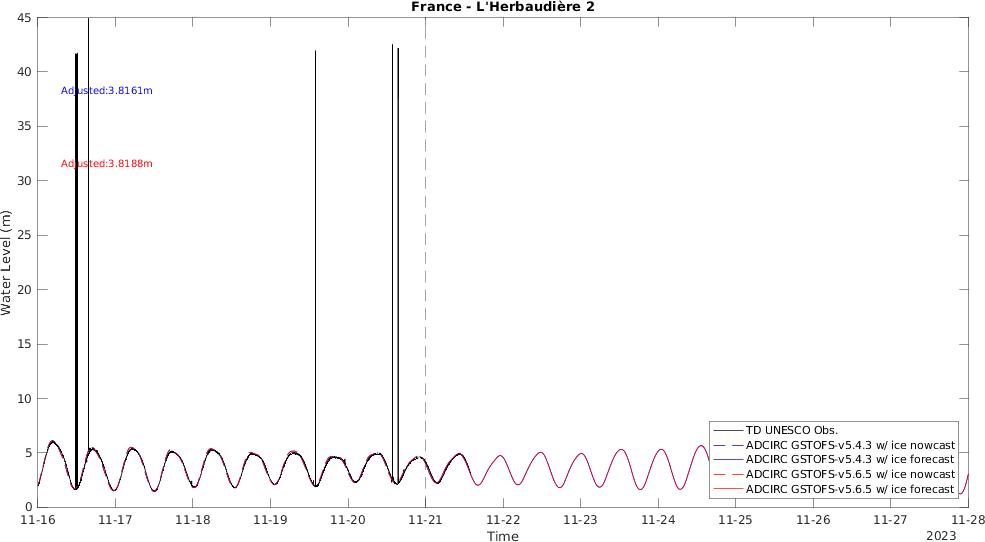 France - L'Herbaudière 2
45
40
35
30
25
20
15
10
5
0
Water Level (m)
Adjusted:3.8161m
Adjusted:3.8188m
TD UNESCO Obs.
ADCIRC GSTOFS-v5.4.3 w/ ice nowcast
ADCIRC GSTOFS-v5.4.3 w/ ice forecast
ADCIRC GSTOFS-v5.6.5 w/ ice nowcast
ADCIRC GSTOFS-v5.6.5 w/ ice forecast
11-16 11-17 11-18 11-19 11-20 11-21 11-22 11-23 11-24 11-25 11-26 11-27 11-28
Time
2023